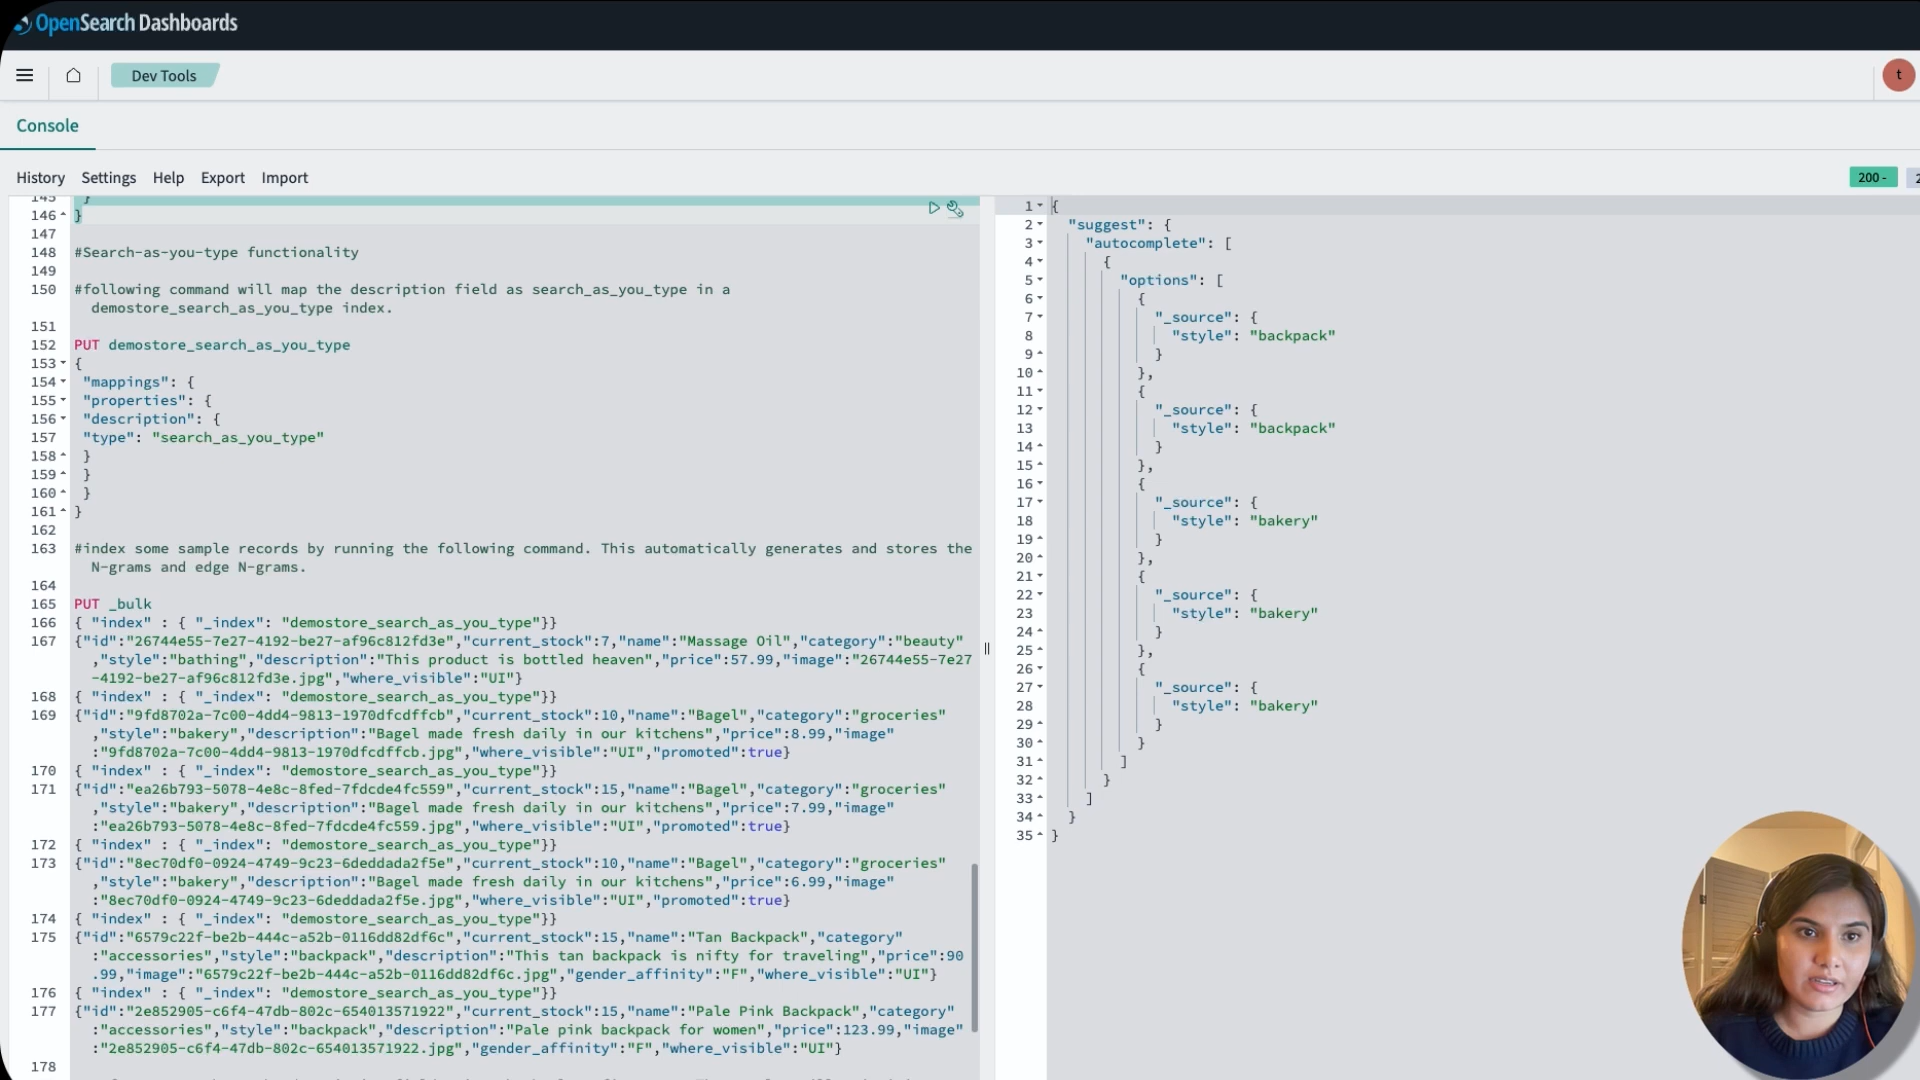 OpenSearch Dashboards
Dev Tools
t
Console
History Settings Help Export Import
200 -
145 }
146 }
147
148 #Search-as-you-type functionality
149
150 #following command will map the description field as search_as_you_type in a
demostore_search_as_you_type index.
151
152 PUT demostore_search_as_you_type
153 {
154 "mappings": {
155 "properties": {
156 "description": {
157 "type": "search_as_you_type"
158 }
159 }
160 }
161 }
162
163 #index some sample records by running the following command. This automatically generates and stores the
N-grams and edge N-grams.
164
165 PUT _bulk
166 { "index" : { "_index": "demostore_search_as_you_type"}}
167 {"id":"26744e55-7e27-4192-be27-af96c812fd3e","current_stock":7,"name":"Massage Oil","category":"beauty"
,"style":"bathing","description":"This product is bottled heaven","price":57.99,"image":"26744e55-7e27
-4192-be27-af96c812fd3e.jpg","where_visible":"UI"}
168 { "index" : { "_index": "demostore_search_as_you_type"}}
169 {"id":"9fd8702a-7c00-4dd4-9813-1970dfcdffcb","current_stock":10,"name":"Bagel","category":"groceries"
,"style":"bakery","description":"Bagel made fresh daily in our kitchens","price":8.99,"image"
:"9fd8702a-7c00-4dd4-9813-1970dfcdffcb.jpg","where_visible":"UI","promoted":true}
170 { "index" : { "_index": "demostore_search_as_you_type"}}
171 {"id":"ea26b793-5078-4e8c-8fed-7fdcde4fc559","current_stock":15,"name":"Bagel","category":"groceries"
,"style":"bakery","description":"Bagel made fresh daily in our kitchens","price":7.99,"image"
:"ea26b793-5078-4e8c-8fed-7fdcde4fc559.jpg","where_visible":"UI","promoted":true}
172 { "index" : { "_index": "demostore_search_as_you_type"}}
173 {"id":"8ec70df0-0924-4749-9c23-6deddada2f5e","current_stock":10,"name":"Bagel","category":"groceries"
,"style":"bakery","description":"Bagel made fresh daily in our kitchens","price":6.99,"image"
:"8ec70df0-0924-4749-9c23-6deddada2f5e.jpg","where_visible":"UI","promoted":true}
174 { "index" : { "_index": "demostore_search_as_you_type"}}
175 {"id":"6579c22f-be2b-444c-a52b-0116dd82df6c","current_stock":15,"name":"Tan Backpack","category"
:"accessories","style":"backpack","description":"This tan backpack is nifty for traveling","price":90
.99,"image":"6579c22f-be2b-444c-a52b-0116dd82df6c.jpg","gender_affinity":"F","where_visible":"UI"}
176 { "index" : { "_index": "demostore_search_as_you_type"}}
177 {"id":"2e852905-c6f4-47db-802c-654013571922","current_stock":15,"name":"Pale Pink Backpack","category"
:"accessories","style":"backpack","description":"Pale pink backpack for women","price":123.99,"image"
:"2e852905-c6f4-47db-802c-654013571922.jpg","gender_affinity":"F","where_visible":"UI"}
178
1 {
2 "suggest": {
3 "autocomplete": [
4 {
5 "options": [
6 {
7 "_source": {
8 "style": "backpack"
9 }
10 },
11 {
12 "_source": {
13 "style": "backpack"
14 }
15 },
16 {
17 "_source": {
18 "style": "bakery"
19 }
20 },
21 {
22 "_source": {
23 "style": "bakery"
24 }
25 },
26 {
27 "_source": {
28 "style": "bakery"
29 }
30 }
31 ]
32 }
33 ]
34 }
35 }